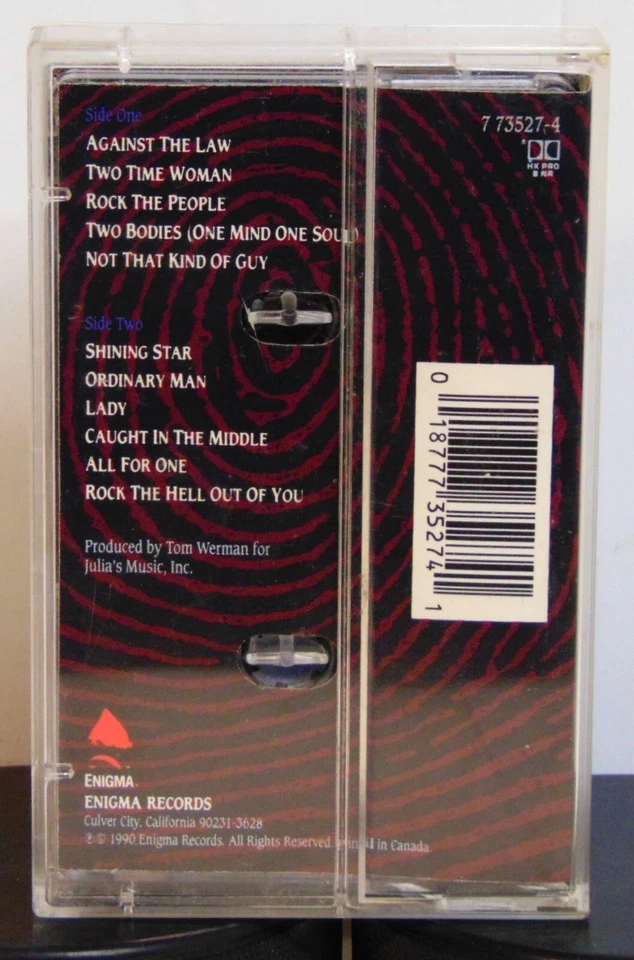 Side One
AGAINST THE LAW
TWO TIME WOMAN
ROCK THE PEOPLE
TWO BODIES (ONE MIND ONE SOUL)
NOT THAT KIND OF GUY
Side Two
SHINING STAR
ORDINARY MAN
LADY
CAUGHT IN THE MIDDLE
ALL FOR ONE
ROCK THE HELL OUT OF YOU
Produced by Tom Werman for
Julia's Music, Inc.
ENIGMA
ENIGMA RECORDS
Culver City, California 90231-3628
℗ © 1990 Enigma Records. All Rights Reserved. Printed in Canada.
7 73527-4
HX PRO
B NR
0 18777 35274 1